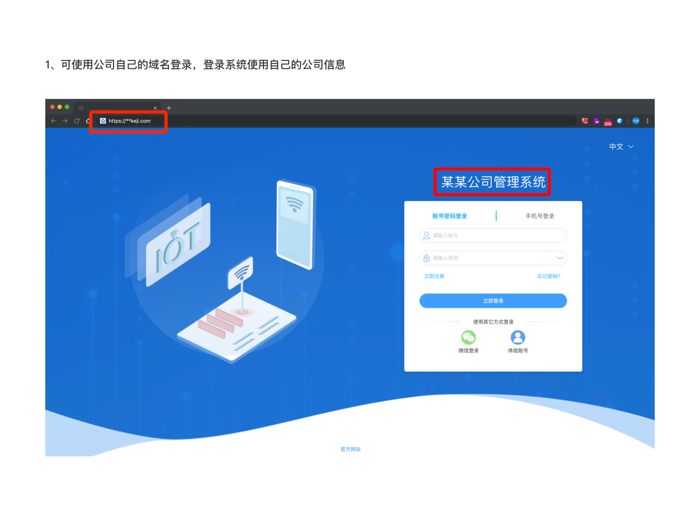 1、可使用公司自己的域名登录，登录系统使用自己的公司信息
https://**keji.com
中文
某某公司管理系统
账号密码登录
手机号登录
请输入账号
请输入密码
立即注册
忘记密码?
立即登录
使用其它方式登录
微信登录
体验账号
IOT
官方网站